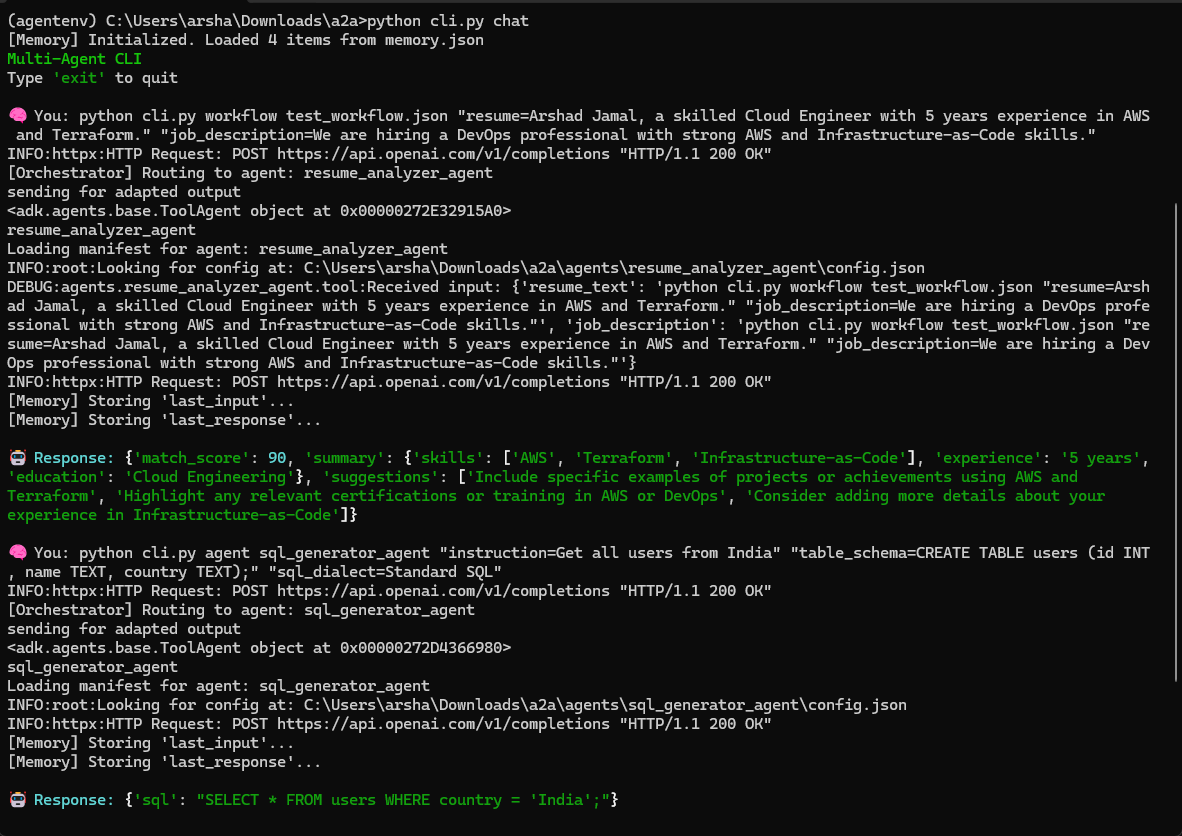 (agentenv) C:\Users\arsha\Downloads\a2a>python cli.py chat
[Memory] Initialized. Loaded 4 items from memory.json
Multi-Agent CLI
Type 'exit' to quit
🧠 You: python cli.py workflow test_workflow.json "resume=Arshad Jamal, a skilled Cloud Engineer with 5 years experience in AWS
and Terraform." "job_description=We are hiring a DevOps professional with strong AWS and Infrastructure-as-Code skills."
INFO:httpx:HTTP Request: POST https://api.openai.com/v1/completions "HTTP/1.1 200 OK"
[Orchestrator] Routing to agent: resume_analyzer_agent
sending for adapted output
<adk.agents.base.ToolAgent object at 0x00000272E32915A0>
resume_analyzer_agent
Loading manifest for agent: resume_analyzer_agent
INFO:root:Looking for config at: C:\Users\arsha\Downloads\a2a\agents\resume_analyzer_agent\config.json
DEBUG:agents.resume_analyzer_agent.tool:Received input: {'resume_text': 'python cli.py workflow test_workflow.json "resume=Arsh
ad Jamal, a skilled Cloud Engineer with 5 years experience in AWS and Terraform." "job_description=We are hiring a DevOps profe
ssional with strong AWS and Infrastructure-as-Code skills."', 'job_description': 'python cli.py workflow test_workflow.json "re
sume=Arshad Jamal, a skilled Cloud Engineer with 5 years experience in AWS and Terraform." "job_description=We are hiring a Dev
Ops professional with strong AWS and Infrastructure-as-Code skills."'}
INFO:httpx:HTTP Request: POST https://api.openai.com/v1/completions "HTTP/1.1 200 OK"
[Memory] Storing 'last_input'...
[Memory] Storing 'last_response'...
🤖 Response: {'match_score': 90, 'summary': {'skills': ['AWS', 'Terraform', 'Infrastructure-as-Code'], 'experience': '5 years',
'education': 'Cloud Engineering'}, 'suggestions': ['Include specific examples of projects or achievements using AWS and
Terraform', 'Highlight any relevant certifications or training in AWS or DevOps', 'Consider adding more details about your
experience in Infrastructure-as-Code']}
🧠 You: python cli.py agent sql_generator_agent "instruction=Get all users from India" "table_schema=CREATE TABLE users (id INT
, name TEXT, country TEXT);" "sql_dialect=Standard SQL"
INFO:httpx:HTTP Request: POST https://api.openai.com/v1/completions "HTTP/1.1 200 OK"
[Orchestrator] Routing to agent: sql_generator_agent
sending for adapted output
<adk.agents.base.ToolAgent object at 0x00000272D4366980>
sql_generator_agent
Loading manifest for agent: sql_generator_agent
INFO:root:Looking for config at: C:\Users\arsha\Downloads\a2a\agents\sql_generator_agent\config.json
INFO:httpx:HTTP Request: POST https://api.openai.com/v1/completions "HTTP/1.1 200 OK"
[Memory] Storing 'last_input'...
[Memory] Storing 'last_response'...
🤖 Response: {'sql': "SELECT * FROM users WHERE country = 'India';"}